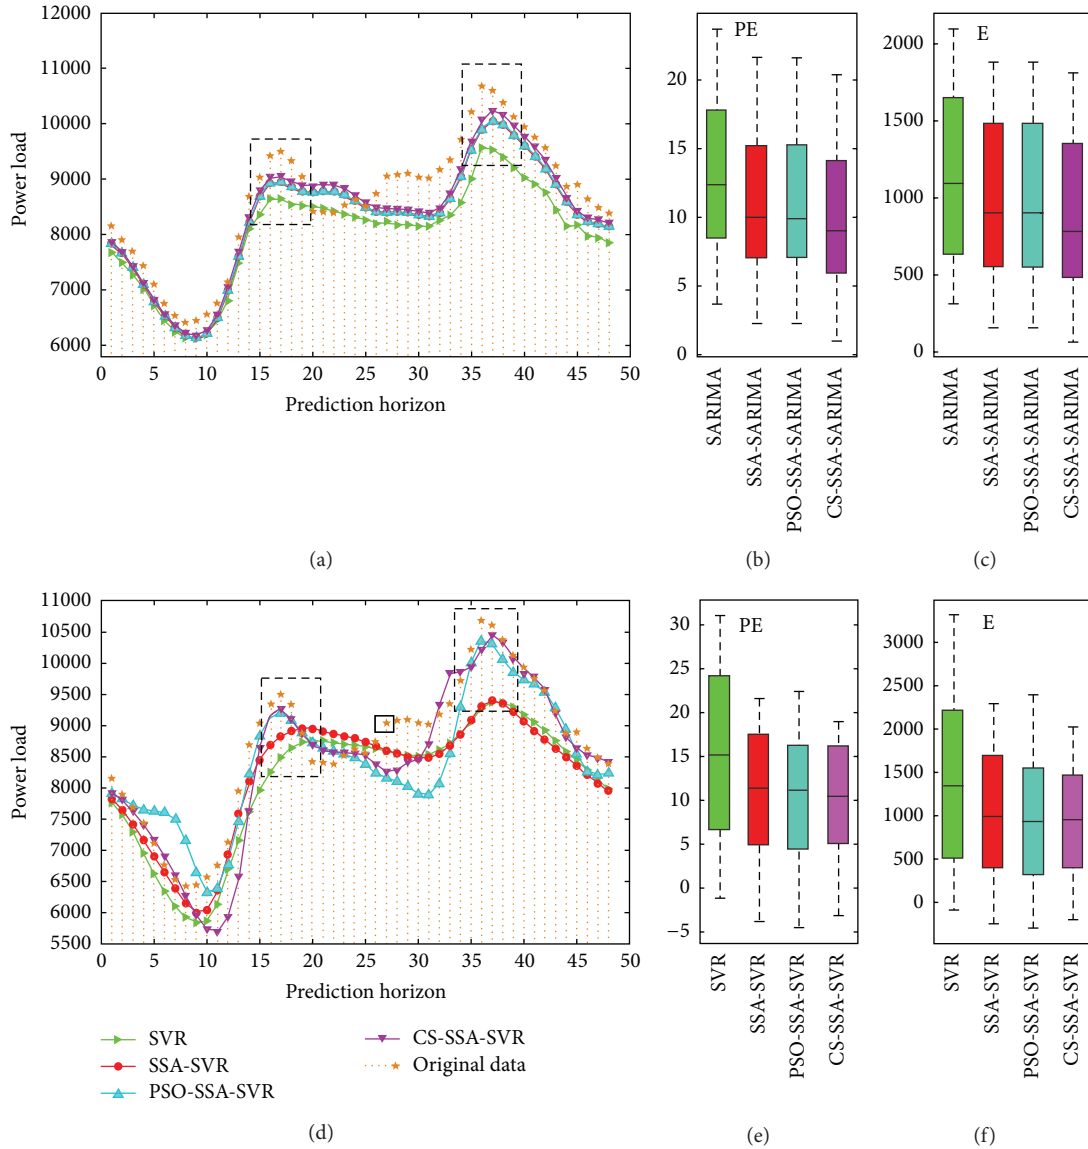 12000
11000
10000
9000
8000
7000
6000
Power load
0 5 10 15 20 25 30 35 40 45 50
Prediction horizon
(a)
PE
20
15
10
5
0
SARIMA
SSA-SARIMA
PSO-SSA-SARIMA
CS-SSA-SARIMA
(b)
E
2000
1500
1000
500
0
SARIMA
SSA-SARIMA
PSO-SSA-SARIMA
CS-SSA-SARIMA
(c)
11000
10500
10000
9500
9000
8500
8000
7500
7000
6500
6000
5500
Power load
0 5 10 15 20 25 30 35 40 45 50
Prediction horizon
SVR
SSA-SVR
PSO-SSA-SVR
CS-SSA-SVR
Original data
(d)
PE
30
25
20
15
10
5
0
−5
SVR
SSA-SVR
PSO-SSA-SVR
CS-SSA-SVR
(e)
E
3000
2500
2000
1500
1000
500
0
SVR
SSA-SVR
PSO-SSA-SVR
CS-SSA-SVR
(f)